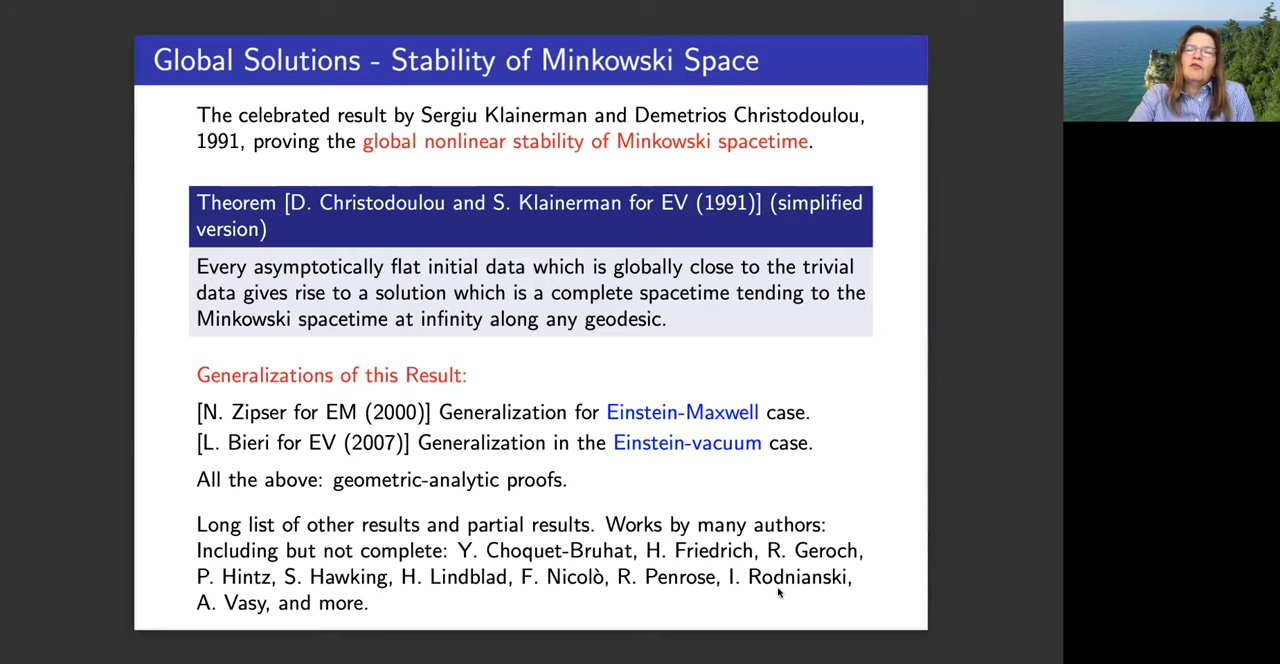 Global Solutions - Stability of Minkowski Space
The celebrated result by Sergiu Klainerman and Demetrios Christodoulou,
1991, proving the global nonlinear stability of Minkowski spacetime.
Theorem [D. Christodoulou and S. Klainerman for EV (1991)] (simplified
version)
Every asymptotically flat initial data which is globally close to the trivial
data gives rise to a solution which is a complete spacetime tending to the
Minkowski spacetime at infinity along any geodesic.
Generalizations of this Result:
[N. Zipser for EM (2000)] Generalization for Einstein-Maxwell case.
[L. Bieri for EV (2007)] Generalization in the Einstein-vacuum case.
All the above: geometric-analytic proofs.
Long list of other results and partial results. Works by many authors:
Including but not complete: Y. Choquet-Bruhat, H. Friedrich, R. Geroch,
P. Hintz, S. Hawking, H. Lindblad, F. Nicolò, R. Penrose, I. Rodnianski,
A. Vasy, and more.